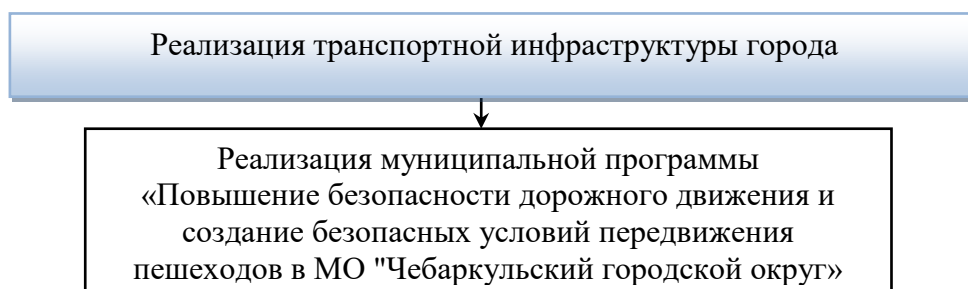 Реализация транспортной инфраструктуры города
Реализация муниципальной программы
«Повышение безопасности дорожного движения и
создание безопасных условий передвижения
пешеходов в МО "Чебаркульский городской округ»